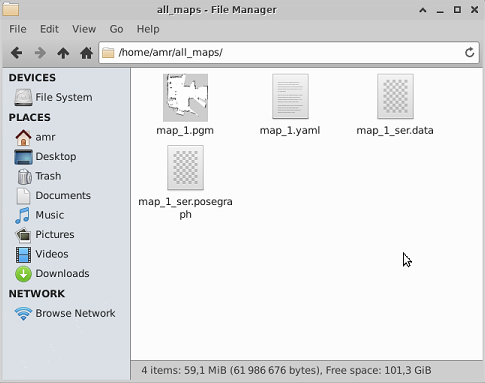 all_maps - File Manager
File Edit View Go Help
/home/amr/all_maps/
DEVICES
File System
PLACES
amr
Desktop
Trash
Documents
Music
Pictures
Videos
Downloads
NETWORK
Browse Network
map_1.pgm
map_1.yaml
map_1_ser.data
map_1_ser.posegra
ph
4 items: 59,1 MiB (61 986 676 bytes), Free space: 101,3 GiB